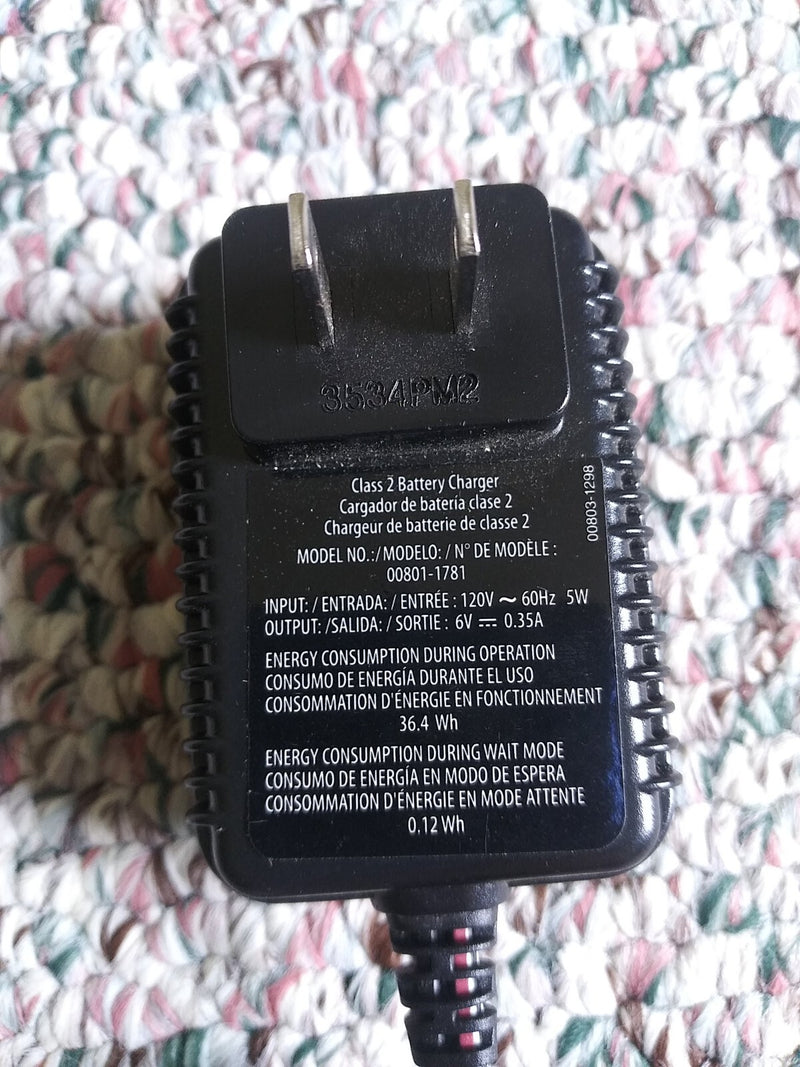 3534PM2
Class 2 Battery Charger
Cargador de batería clase 2
Chargeur de batterie de classe 2
00803-1298
MODEL NO.:/ MODELO: / N° DE MODÈLE :
00801-1781
INPUT: / ENTRADA: / ENTRÉE : 120V ~ 60Hz 5W
OUTPUT: /SALIDA: / SORTIE : 6V ⎓ 0.35A
ENERGY CONSUMPTION DURING OPERATION
CONSUMO DE ENERGÍA DURANTE EL USO
CONSOMMATION D'ÉNERGIE EN FONCTIONNEMENT
36.4 Wh
ENERGY CONSUMPTION DURING WAIT MODE
CONSUMO DE ENERGÍA EN MODO DE ESPERA
CONSOMMATION D'ÉNERGIE EN MODE ATTENTE
0.12 Wh